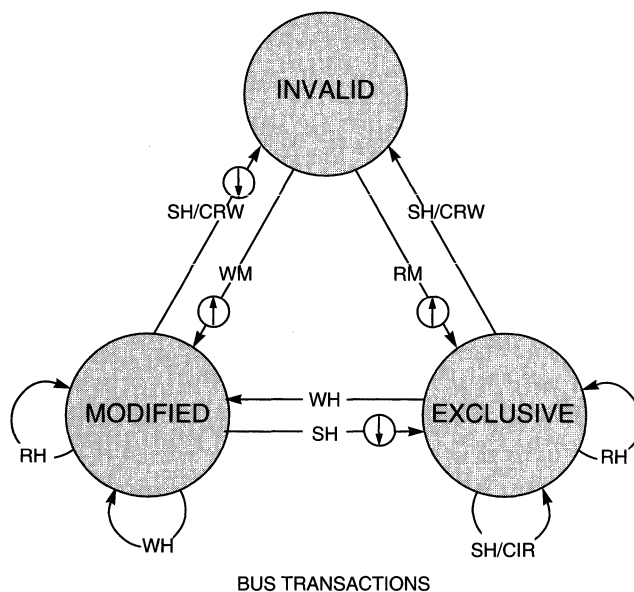 INVALID
SH/CRW
SH/CRW
WM
RM
MODIFIED
WH
EXCLUSIVE
SH
RH
RH
WH
SH/CIR
BUS TRANSACTIONS